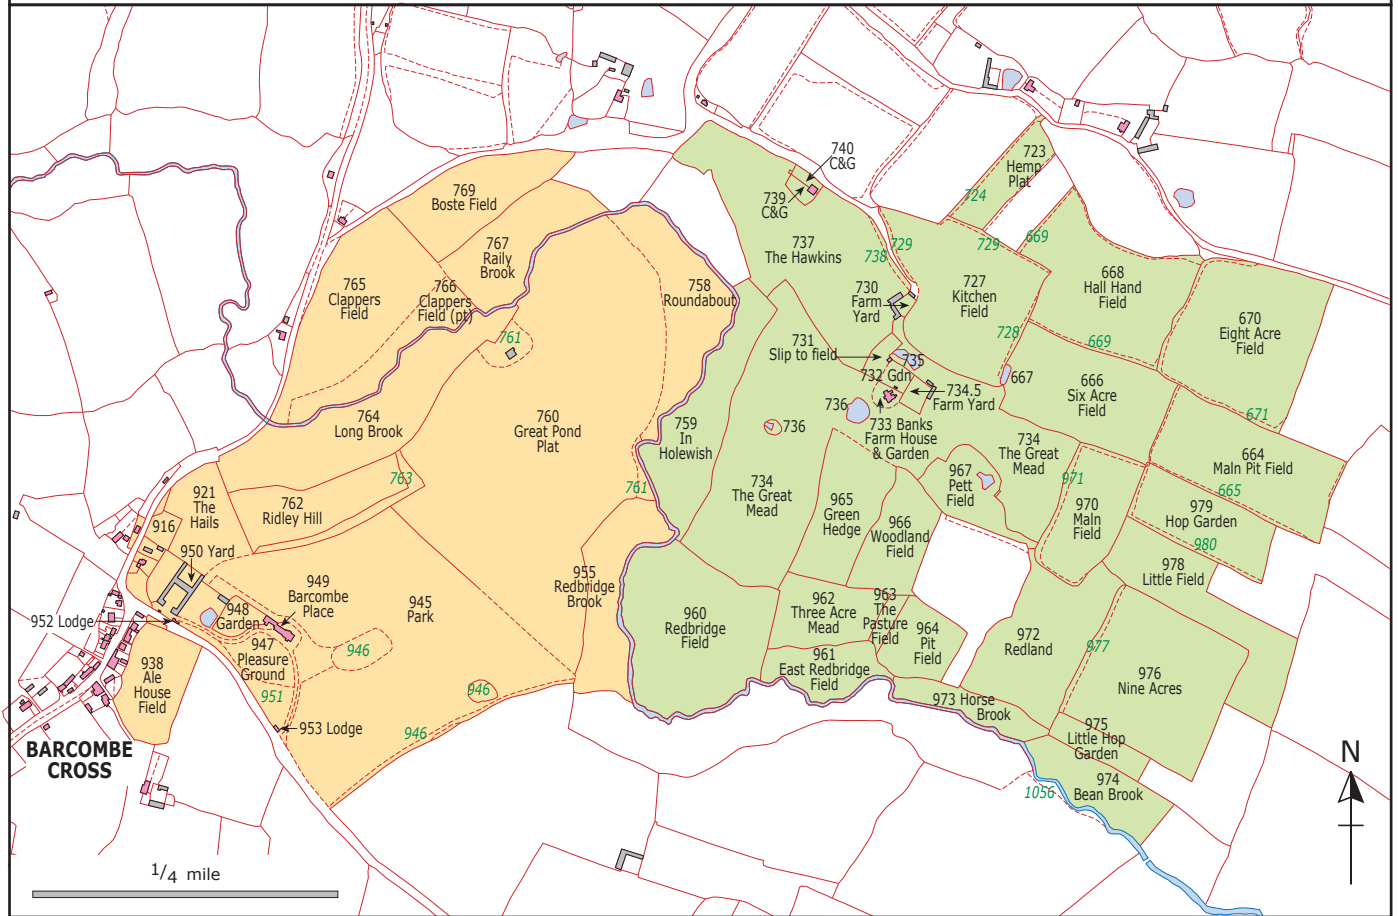 740
C&G
723
Hemp
Plat
769
Boste Field
739
C&G
724
767
Raily
Brook
737
The Hawkins
738
729
729
669
765
Clappers
Field
766
Clappers
Field (pt)
758
Roundabout
730
Farm
Yard
727
Kitchen
Field
668
Hall Hand
Field
670
Eight Acre
Field
761
731
Slip to field
728
669
735
732 Gdn
667
734.5
Farm Yard
666
Six Acre
Field
736
736
671
764
Long Brook
760
Great Pond
Plat
759
In
Holewish
733 Banks
Farm House
& Garden
734
The Great
Mead
664
Maln Pit Field
763
761
734
The Great
Mead
967
Pett
Field
971
665
921
The
Hails
762
Ridley Hill
965
Green
Hedge
970
Maln
Field
979
Hop Garden
916
966
Woodland
Field
980
950 Yard
978
Little Field
949
Barcombe
Place
955
Redbridge
Brook
945
Park
948
Garden
952 Lodge
960
Redbridge
Field
962
Three Acre
Mead
963
The
Pasture
Field
964
Pit
Field
972
Redland
977
947
Pleasure
Ground
946
938
Ale
House
Field
961
East Redbridge
Field
976
Nine Acres
951
946
973 Horse
Brook
953 Lodge
946
975
Little Hop
Garden
BARCOMBE
CROSS
974
Bean Brook
1056
N
1/4 mile